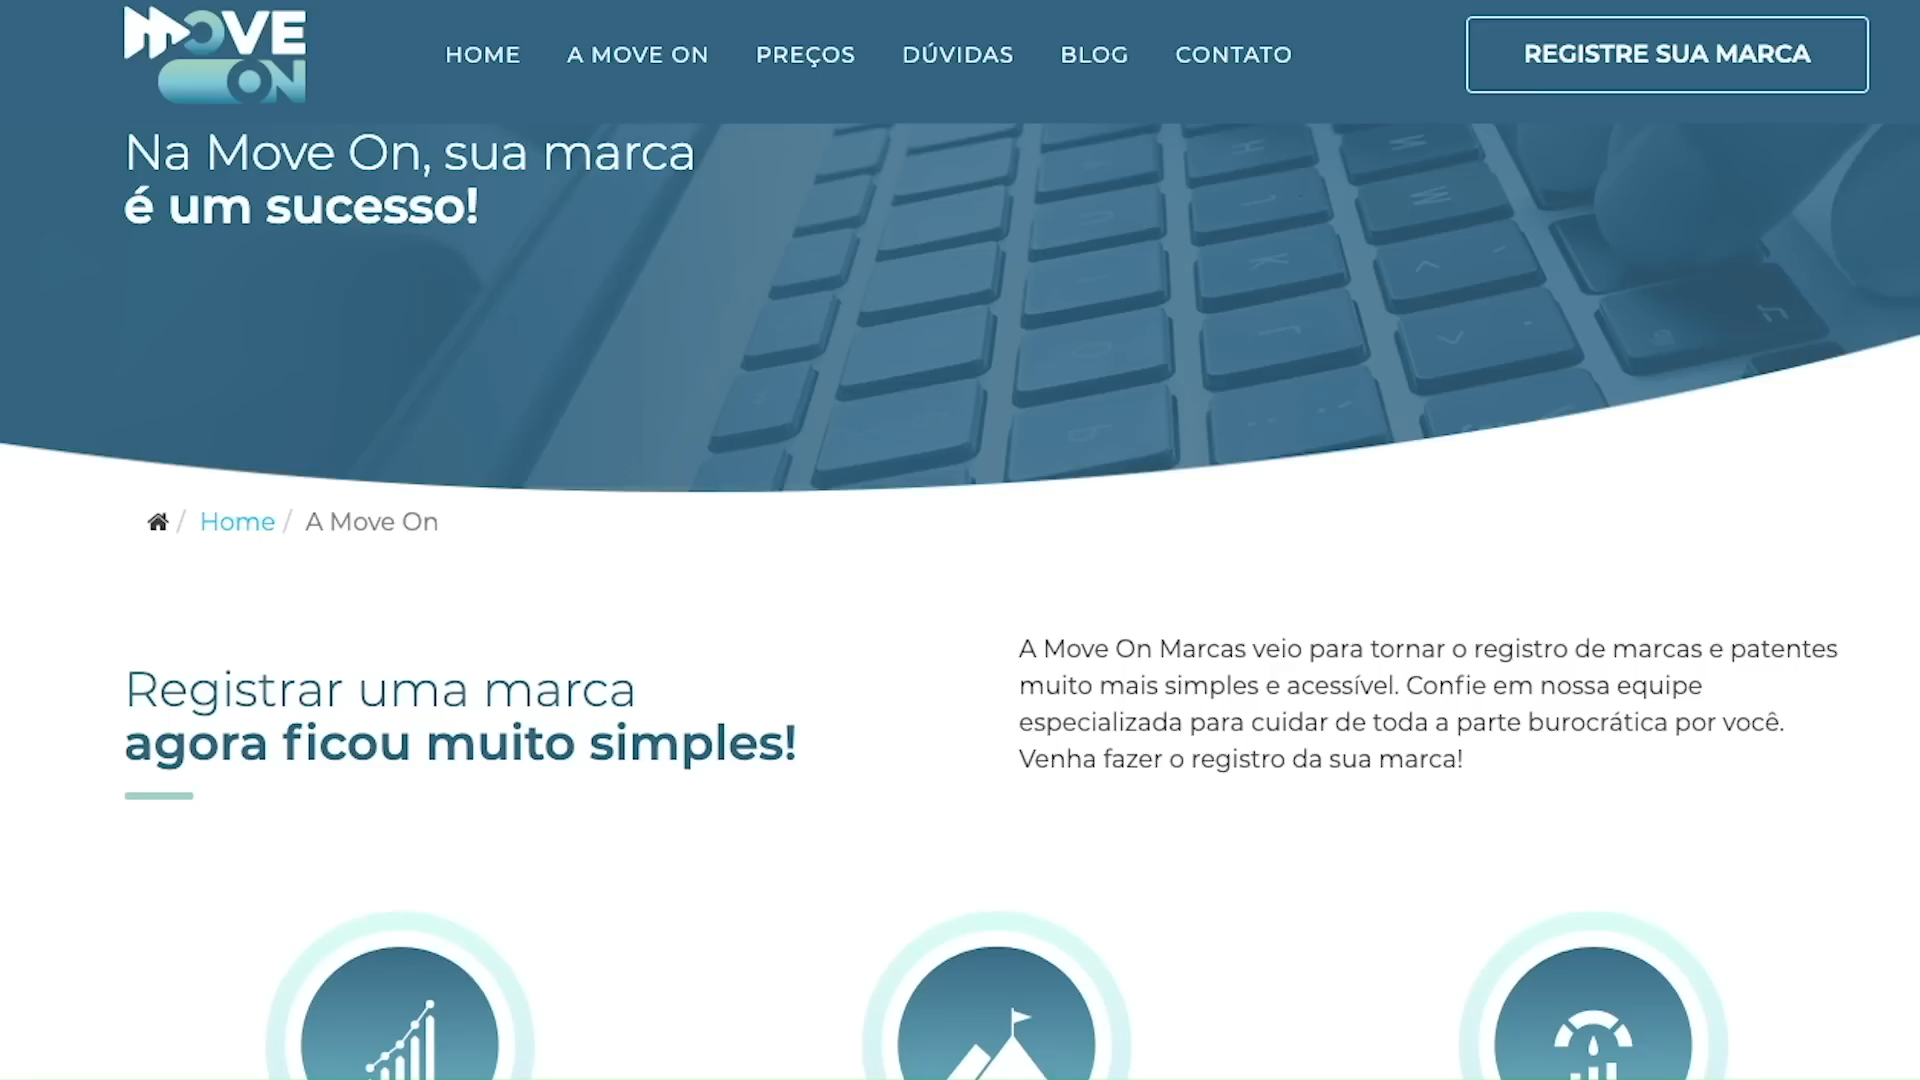 MOVE
ON
HOME
A MOVE ON
PREÇOS
DÚVIDAS
BLOG
CONTATO
REGISTRE SUA MARCA
Na Move On, sua marca
é um sucesso!
/ Home / A Move On
Registrar uma marca
agora ficou muito simples!
A Move On Marcas veio para tornar o registro de marcas e patentes
muito mais simples e acessível. Confie em nossa equipe
especializada para cuidar de toda a parte burocrática por você.
Venha fazer o registro da sua marca!